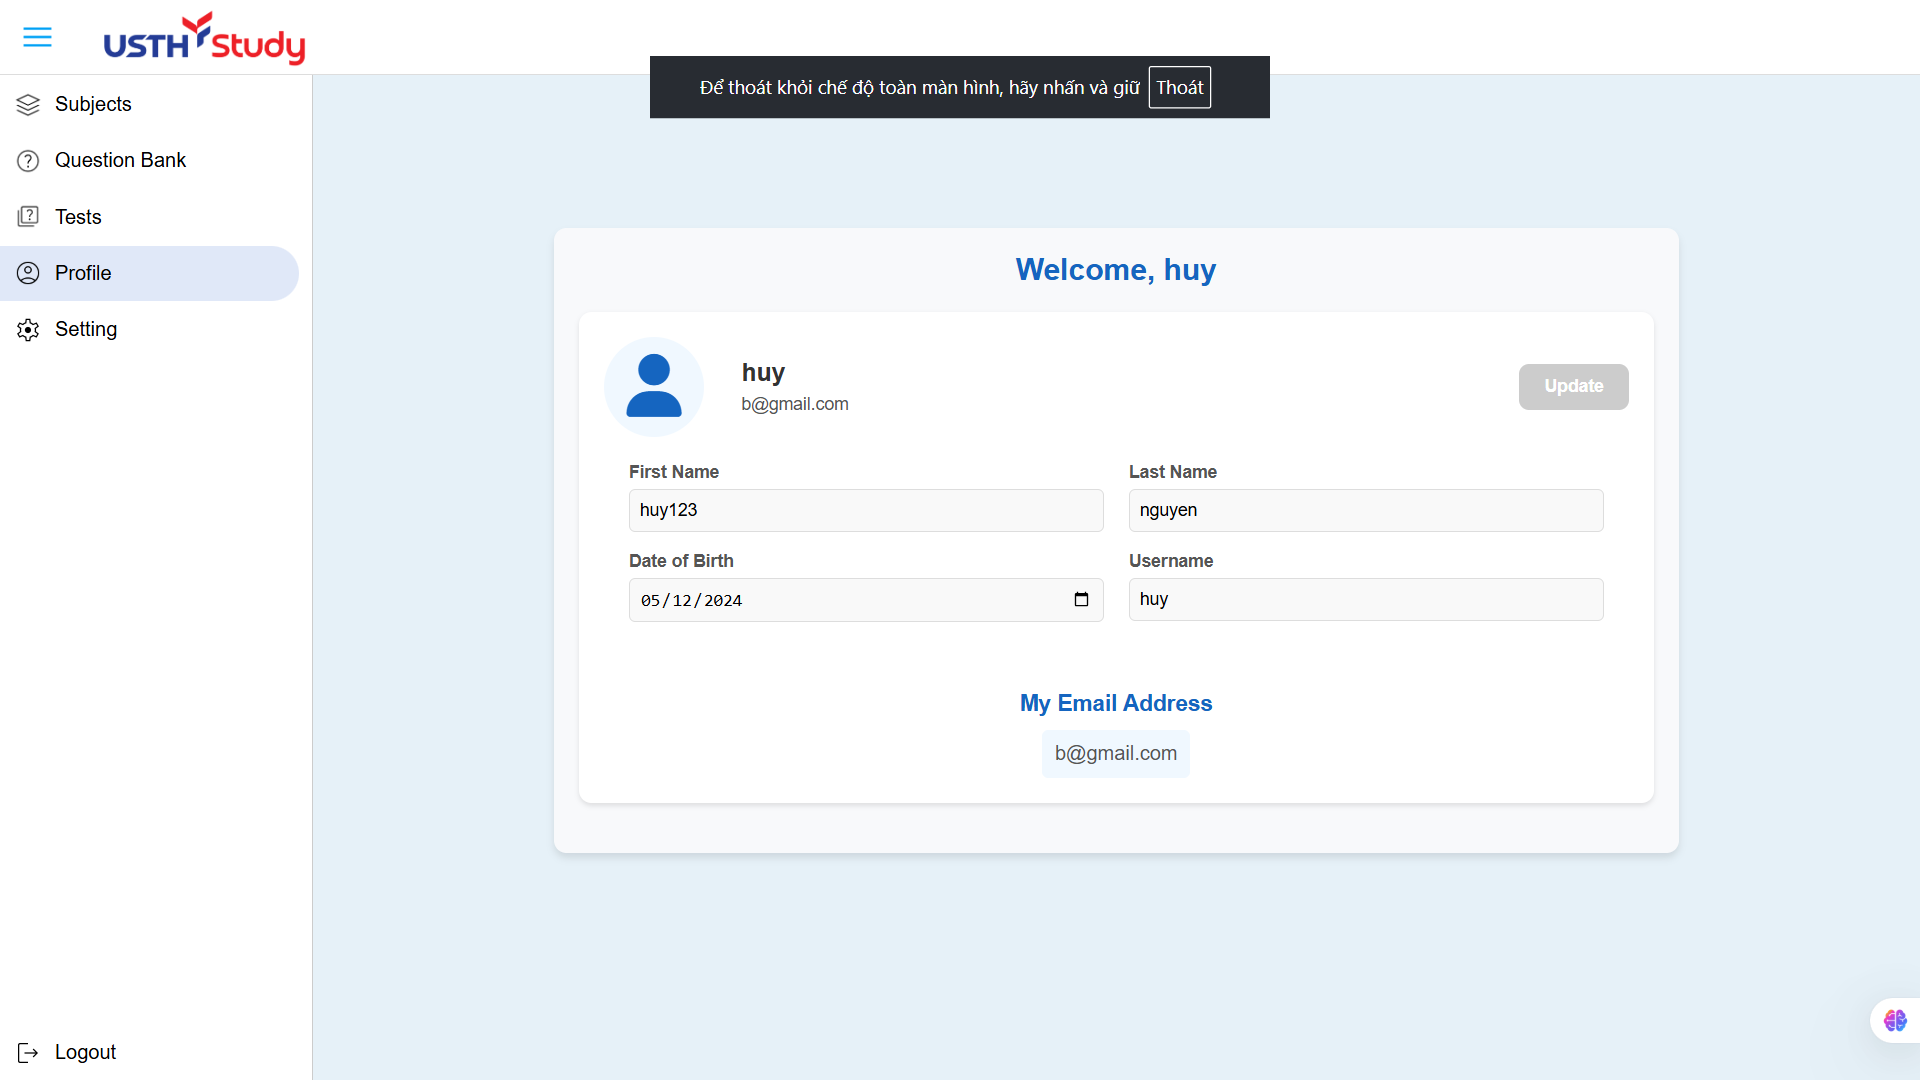 USTH Study
Để thoát khỏi chế độ toàn màn hình, hãy nhấn và giữ Thoát
Subjects
Question Bank
Tests
Profile
Setting
Logout
Welcome, huy
huy
b@gmail.com
Update
First Name
Last Name
huy123
nguyen
Date of Birth
Username
05/12/2024
huy
My Email Address
b@gmail.com